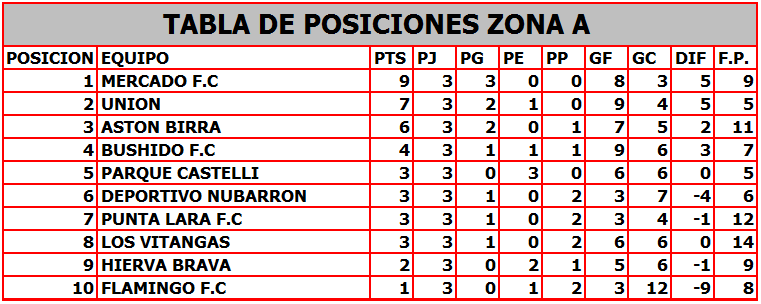 TABLA DE POSICIONES ZONA A
POSICION EQUIPO PTS PJ PG PE PP GF GC DIF F.P.
1 MERCADO F.C 9 3 3 0 0 8 3 5 9
2 UNION 7 3 2 1 0 9 4 5 5
3 ASTON BIRRA 6 3 2 0 1 7 5 2 11
4 BUSHIDO F.C 4 3 1 1 1 9 6 3 7
5 PARQUE CASTELLI 3 3 0 3 0 6 6 0 5
6 DEPORTIVO NUBARRON 3 3 1 0 2 3 7 -4 6
7 PUNTA LARA F.C 3 3 1 0 2 3 4 -1 12
8 LOS VITANGAS 3 3 1 0 2 6 6 0 14
9 HIERVA BRAVA 2 3 0 2 1 5 6 -1 9
10 FLAMINGO F.C 1 3 0 1 2 3 12 -9 8